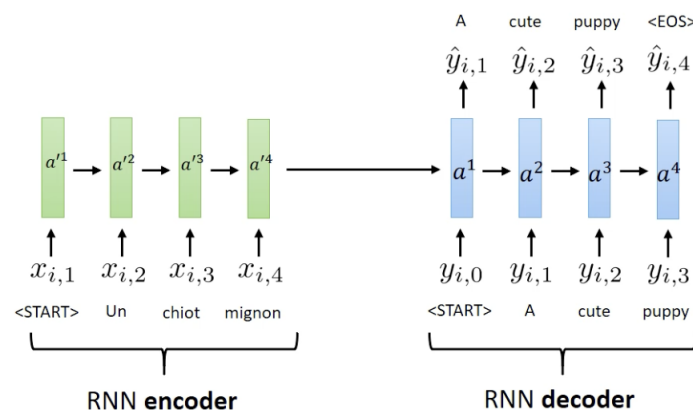 A cute puppy <EOS>
ŷi,1 ŷi,2 ŷi,3 ŷi,4
a′1 a′2 a′3 a′4 a1 a2 a3 a4
xi,1 xi,2 xi,3 xi,4 yi,0 yi,1 yi,2 yi,3
<START> Un chiot mignon <START> A cute puppy
RNN encoder RNN decoder